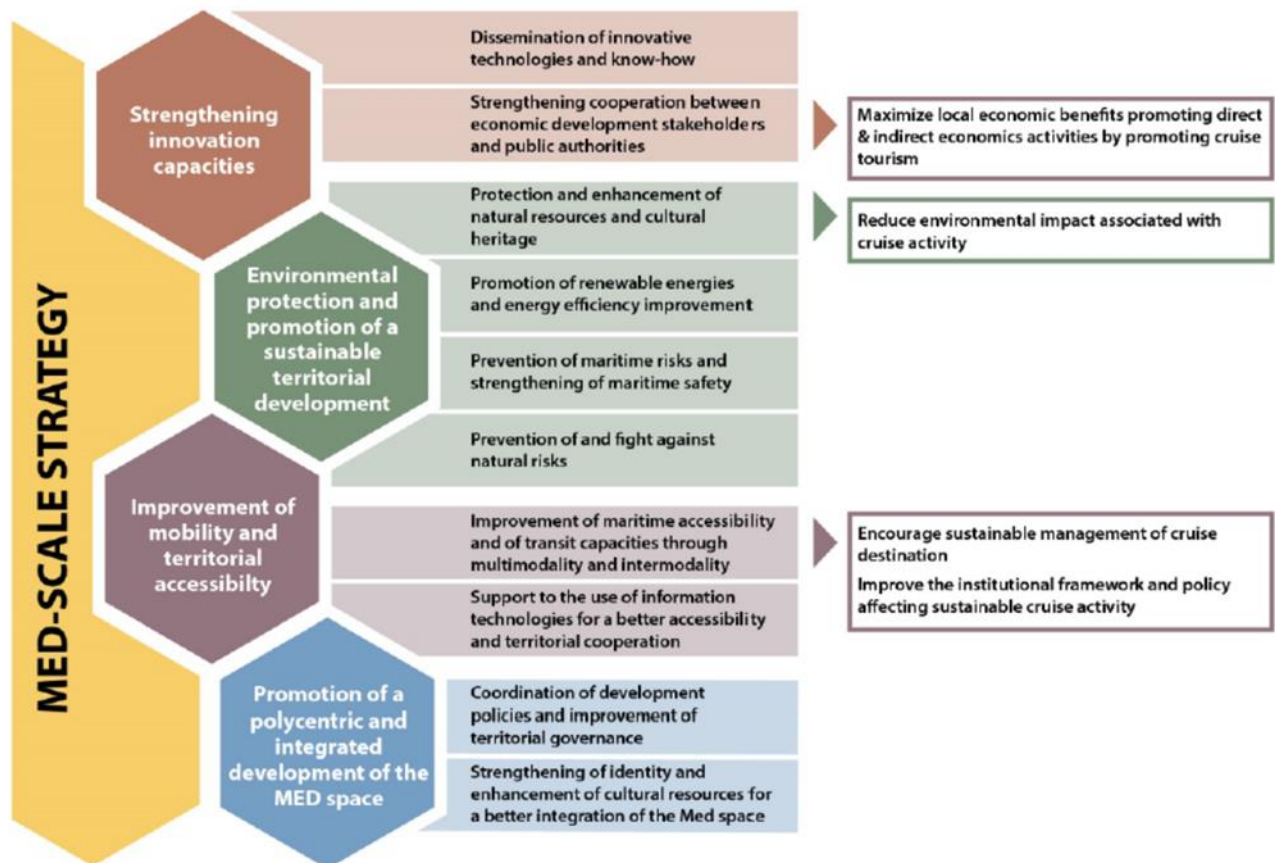 MED-SCALE STRATEGY
Strengthening
innovation
capacities
Dissemination of innovative
technologies and know-how
Strengthening cooperation between
economic development stakeholders
and public authorities
Maximize local economic benefits promoting direct
& indirect economics activities by promoting cruise
tourism
Environmental
protection and
promotion of a
sustainable
territorial
development
Protection and enhancement of
natural resources and cultural
heritage
Reduce environmental impact associated with
cruise activity
Promotion of renewable energies
and energy efficiency improvement
Prevention of maritime risks and
strengthening of maritime safety
Prevention of and fight against
natural risks
Improvement of
mobility and
territorial
accessibilty
Improvement of maritime accessibility
and of transit capacities through
multimodality and intermodality
Support to the use of information
technologies for a better accessibility
and territorial cooperation
Encourage sustainable management of cruise
destination
Improve the institutional framework and policy
affecting sustainable cruise activity
Promotion of a
polycentric and
integrated
development of the
MED space
Coordination of development
policies and improvement of
territorial governance
Strengthening of identity and
enhancement of cultural resources for
a better integration of the Med space